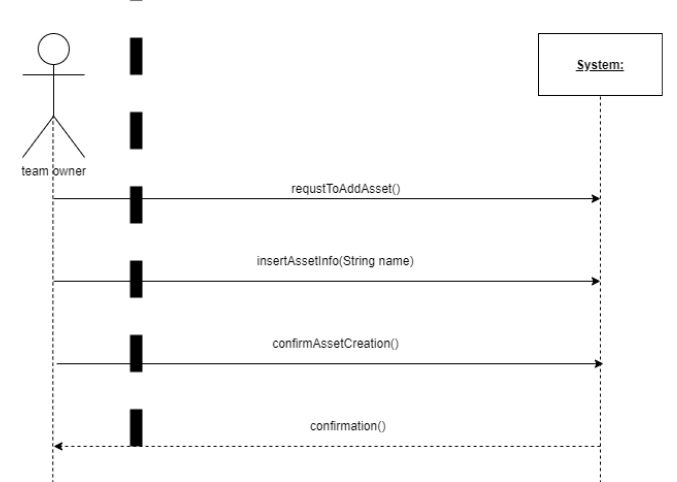 System:
team owner
requstToAddAsset()
insertAssetInfo(String name)
confirmAssetCreation()
confirmation()